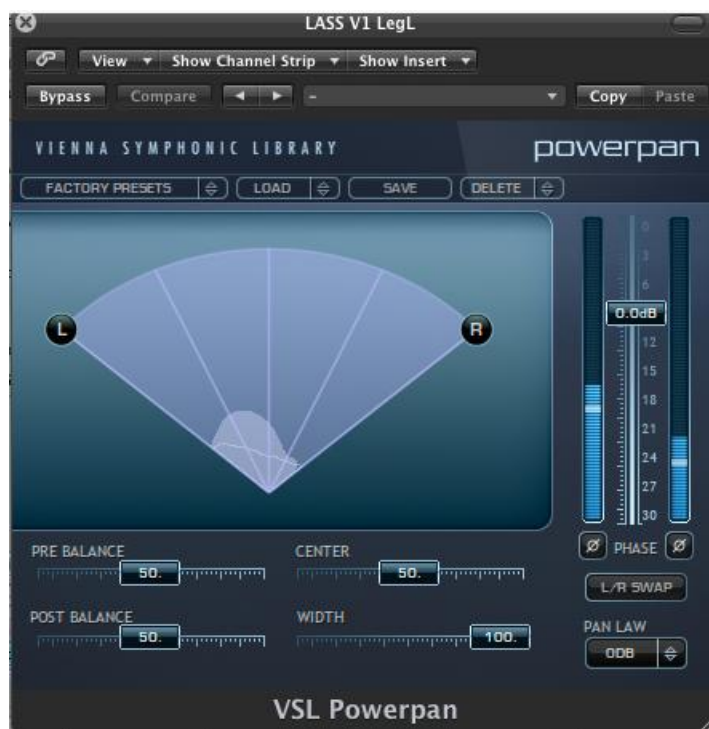 LASS V1 LegL
View Show Channel Strip Show Insert
Bypass Compare - Copy Paste
VIENNA SYMPHONIC LIBRARY powerpan
FACTORY PRESETS LOAD SAVE DELETE
L R
0
3
6
0.0dB
12
15
18
21
24
27
30
PRE BALANCE 50. CENTER 50.
Ø PHASE Ø
L/R SWAP
POST BALANCE 50. WIDTH 100.
PAN LAW
0DB
VSL Powerpan